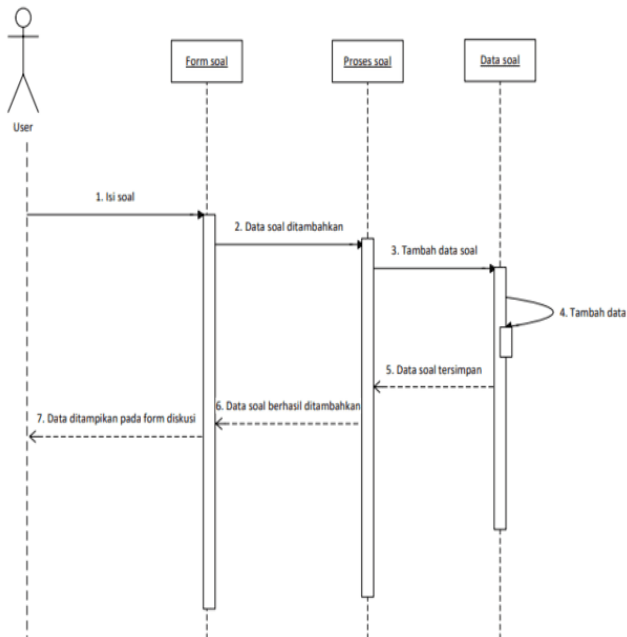 Form soal
Proses soal
Data soal
User
1. Isi soal
2. Data soal ditambahkan
3. Tambah data soal
4. Tambah data
5. Data soal tersimpan
6. Data soal berhasil ditambahkan
7. Data ditampikan pada form diskusi